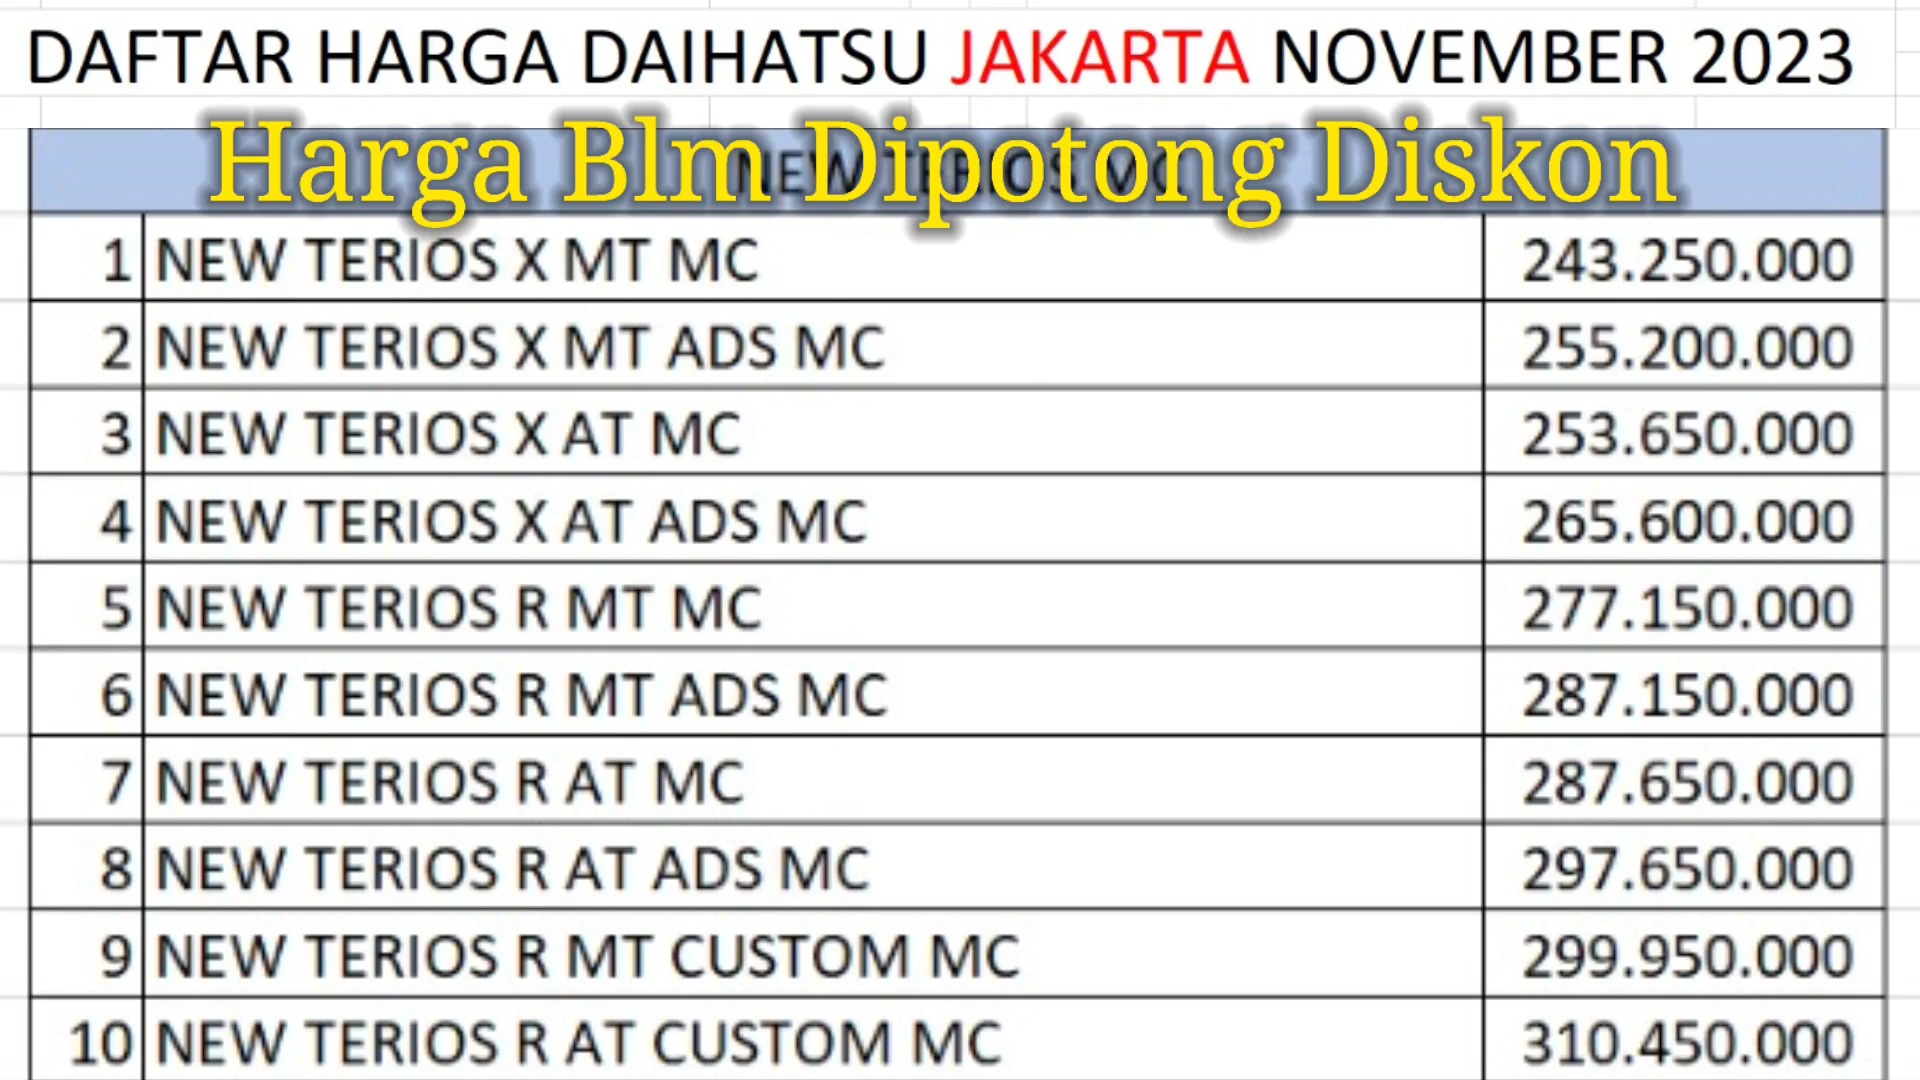 DAFTAR HARGA DAIHATSU JAKARTA NOVEMBER 2023
Harga Blm Dipotong Diskon
NEW TERIOS MC
1 NEW TERIOS X MT MC 243.250.000
2 NEW TERIOS X MT ADS MC 255.200.000
3 NEW TERIOS X AT MC 253.650.000
4 NEW TERIOS X AT ADS MC 265.600.000
5 NEW TERIOS R MT MC 277.150.000
6 NEW TERIOS R MT ADS MC 287.150.000
7 NEW TERIOS R AT MC 287.650.000
8 NEW TERIOS R AT ADS MC 297.650.000
9 NEW TERIOS R MT CUSTOM MC 299.950.000
10 NEW TERIOS R AT CUSTOM MC 310.450.000